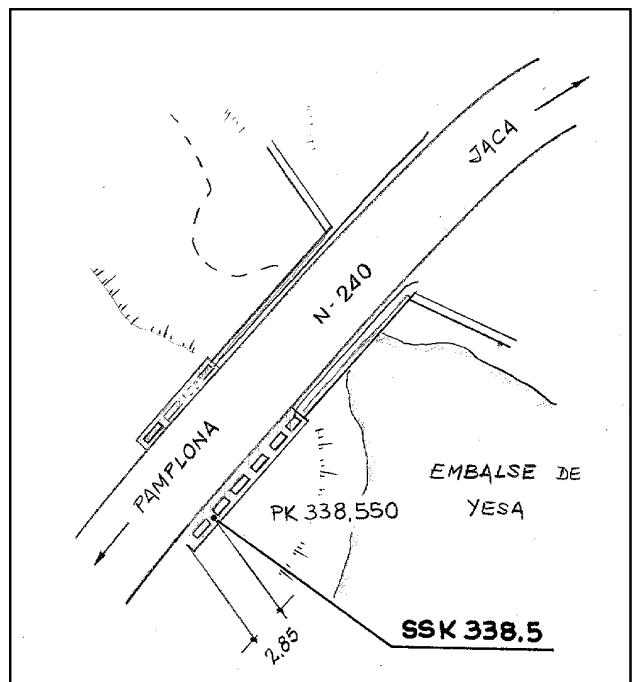 JACA
N-240
PAMPLONA
EMBALSE DE
YESA
PK 338,550
SSK 338.5
2,85